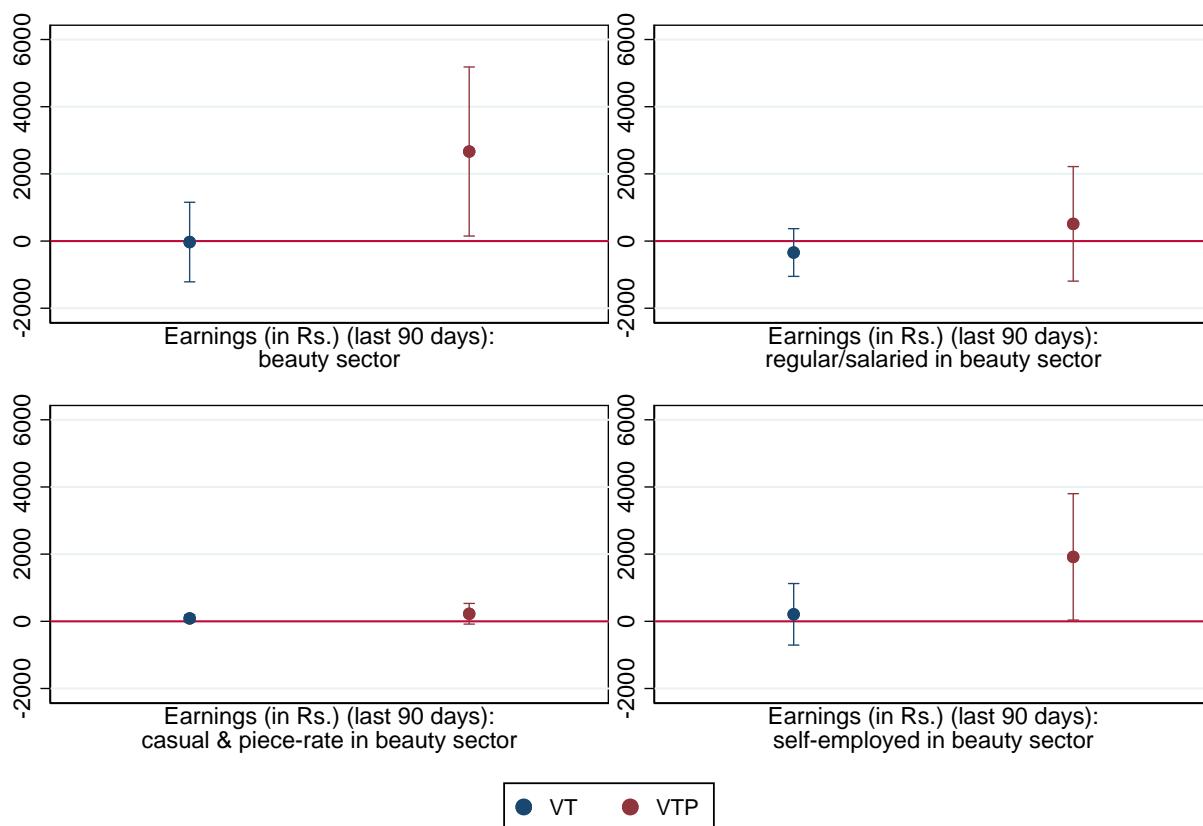 6000
4000
2000
0
-2000
Earnings (in Rs.) (last 90 days):
beauty sector
6000
4000
2000
0
-2000
Earnings (in Rs.) (last 90 days):
regular/salaried in beauty sector
6000
4000
2000
0
-2000
Earnings (in Rs.) (last 90 days):
casual & piece-rate in beauty sector
6000
4000
2000
0
-2000
Earnings (in Rs.) (last 90 days):
self-employed in beauty sector
VT VTP